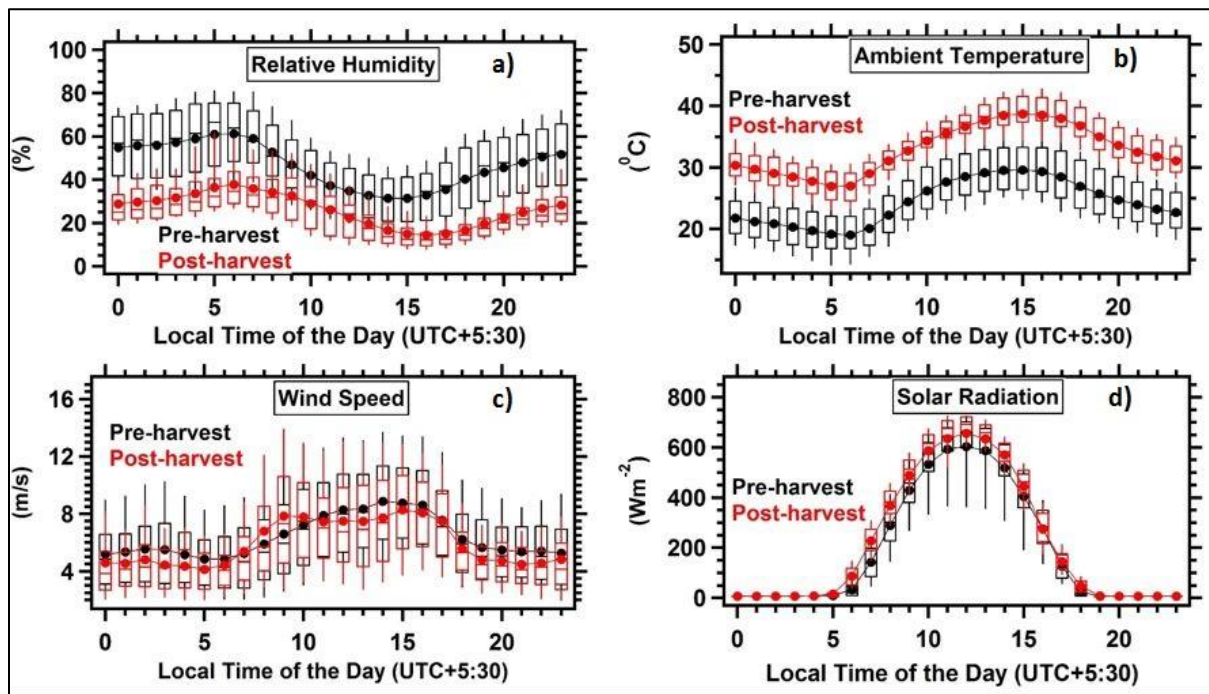 Relative Humidity
a)
100
80
60
40
20
0
(%)
Pre-harvest
Post-harvest
0 5 10 15 20
Local Time of the Day (UTC+5:30)
Ambient Temperature
b)
50
40
30
20
(⁰C)
Pre-harvest
Post-harvest
0 5 10 15 20
Local Time of the Day (UTC+5:30)
Wind Speed
c)
16
12
8
4
(m/s)
Pre-harvest
Post-harvest
0 5 10 15 20
Local Time of the Day (UTC+5:30)
Solar Radiation
d)
800
600
400
200
0
(Wm⁻²)
Pre-harvest
Post-harvest
0 5 10 15 20
Local Time of the Day (UTC+5:30)